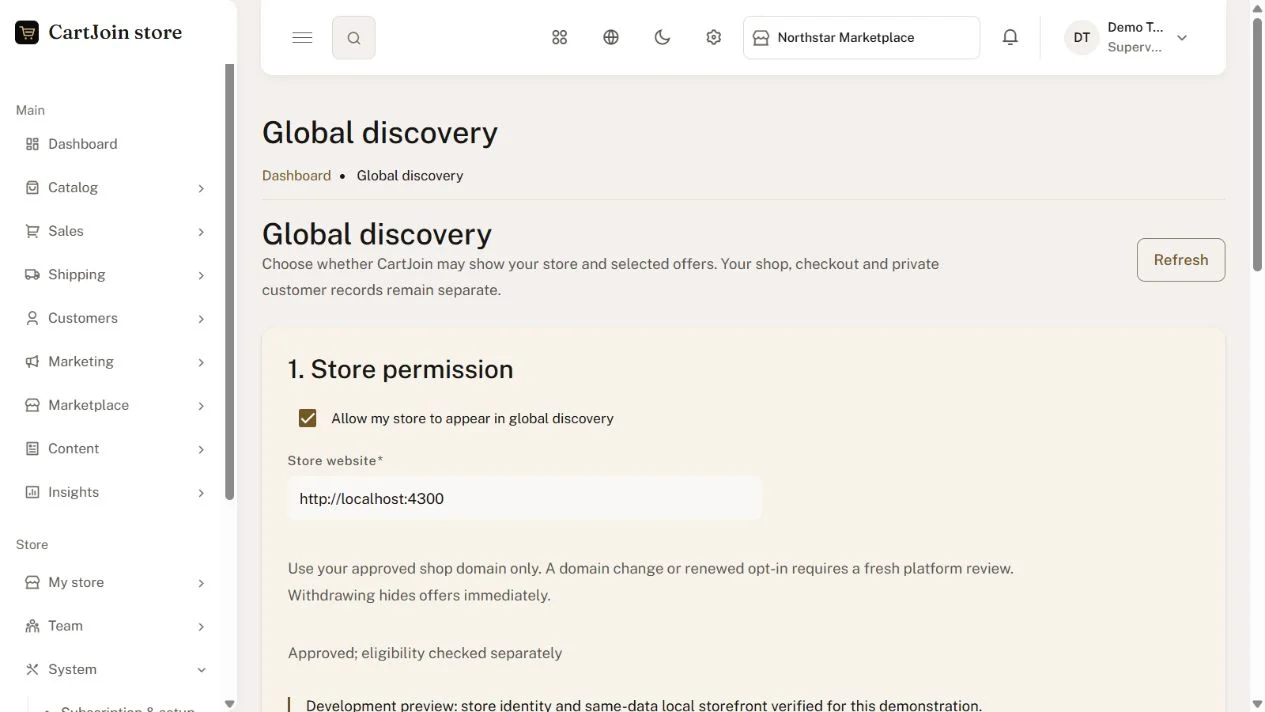 CartJoin store
Northstar Marketplace
DT
Demo T...
Superv...
Main
Dashboard
Catalog
Sales
Shipping
Customers
Marketing
Marketplace
Content
Insights
Store
My store
Team
System
Subscription & setup
Global discovery
Dashboard • Global discovery
Global discovery
Choose whether CartJoin may show your store and selected offers. Your shop, checkout and private
customer records remain separate.
Refresh
1. Store permission
Allow my store to appear in global discovery
Store website*
http://localhost:4300
Use your approved shop domain only. A domain change or renewed opt-in requires a fresh platform review.
Withdrawing hides offers immediately.
Approved; eligibility checked separately
Development preview: store identity and same-data local storefront verified for this demonstration.